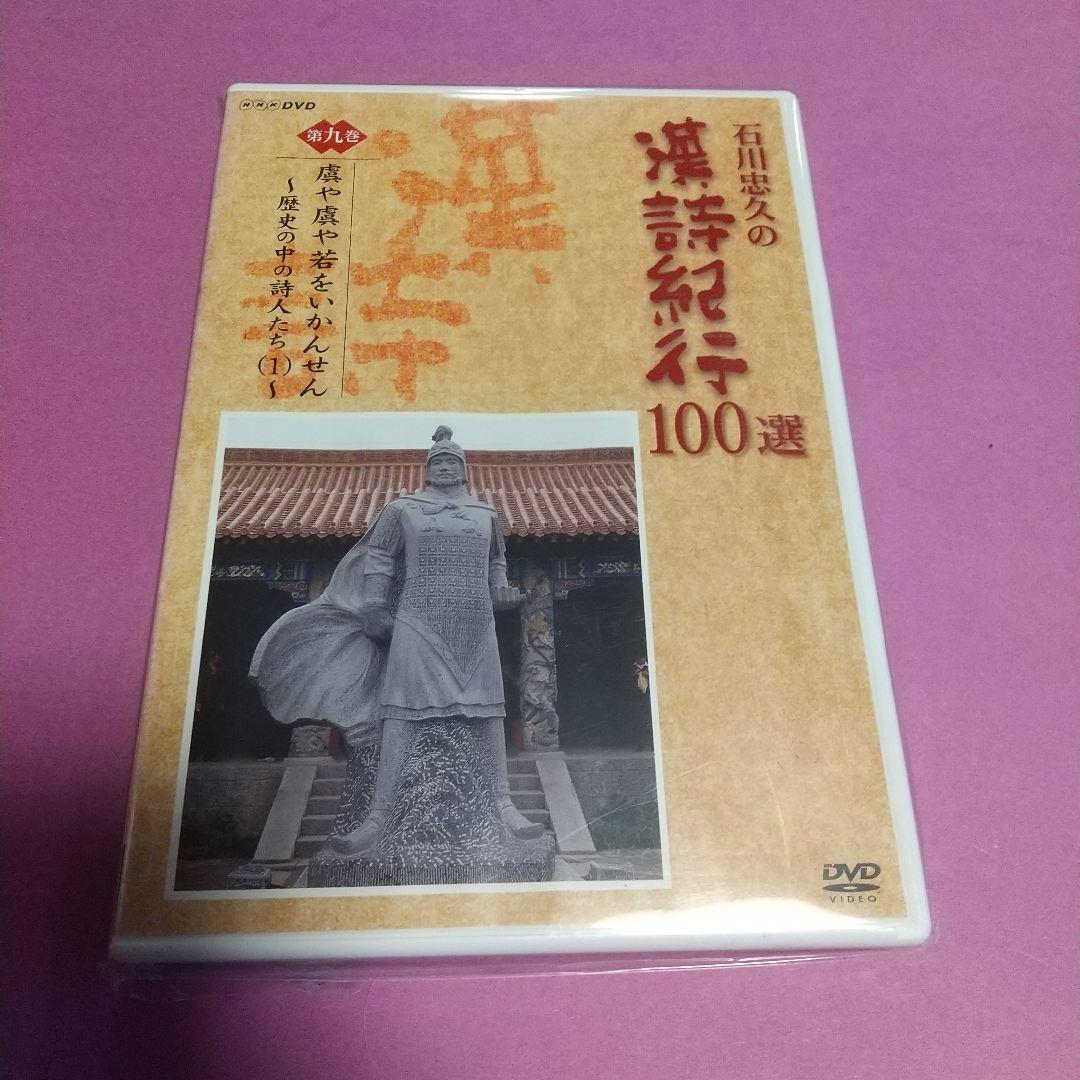 NHK DVD
石川忠久の
漢詩紀行
100選
第九巻
虞や虞や若をいかんせん
～歴史の中の詩人たち(1)～
漢詩
DVD
VIDEO